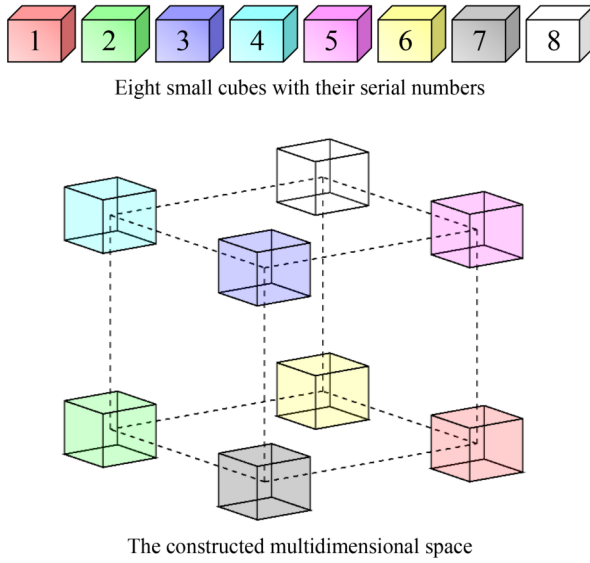 1 2 3 4 5 6 7 8
Eight small cubes with their serial numbers
The constructed multidimensional space